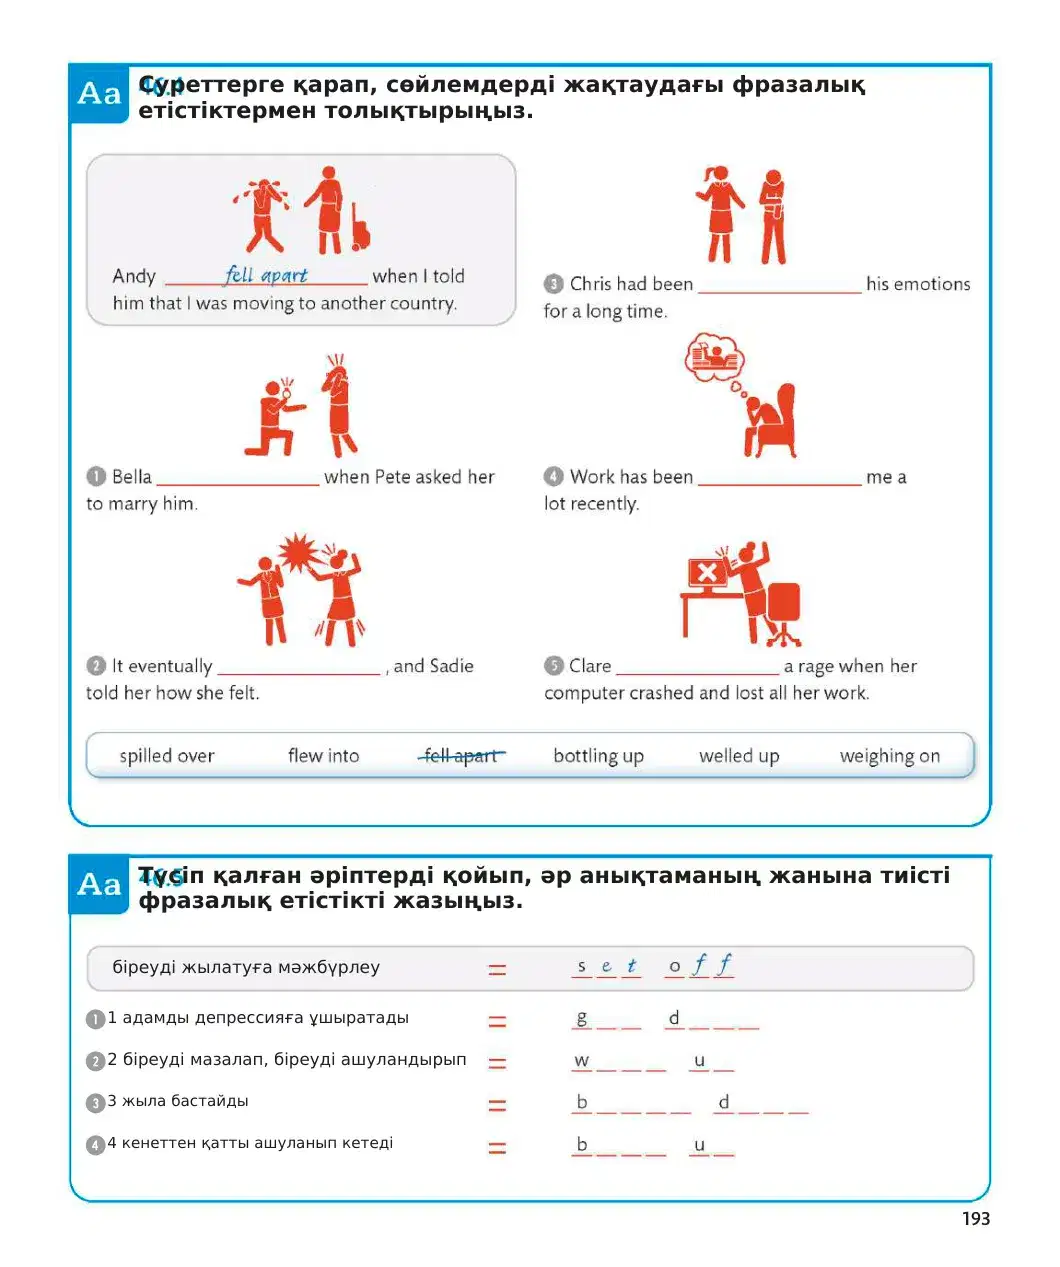 Aa
Суреттерге қарап, сөйлемдерді жақтаудағы фразалық
етістіктермен толықтырыңыз.
Andy fell apart when I told
him that I was moving to another country.
3 Chris had been ______ his emotions
for a long time.
1 Bella ______ when Pete asked her
to marry him.
4 Work has been ______ me a
lot recently.
2 It eventually ______ , and Sadie
told her how she felt.
5 Clare ______ a rage when her
computer crashed and lost all her work.
spilled over flew into fell apart bottling up welled up weighing on
Aa
Түсіп қалған әріптерді қойып, әр анықтаманың жанына тиісті
фразалық етістікті жазыңыз.
біреуді жылатуға мәжбүрлеу = s e t o f f
1 1 адамды депрессияға ұшыратады = g _ _ d _ _ _
2 2 біреуді мазалап, біреуді ашуландырып = w _ _ _ u _
3 3 жыла бастайды = b _ _ _ _ d _ _ _
4 4 кенеттен қатты ашуланып кетеді = b _ _ _ u _
193